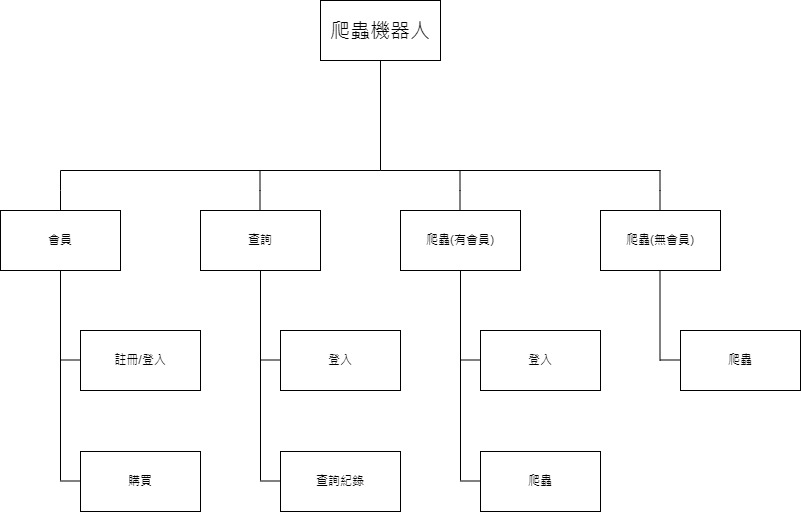 爬蟲機器人
會員
查詢
爬蟲(有會員)
爬蟲(無會員)
註冊/登入
登入
登入
爬蟲
購買
查詢紀錄
爬蟲